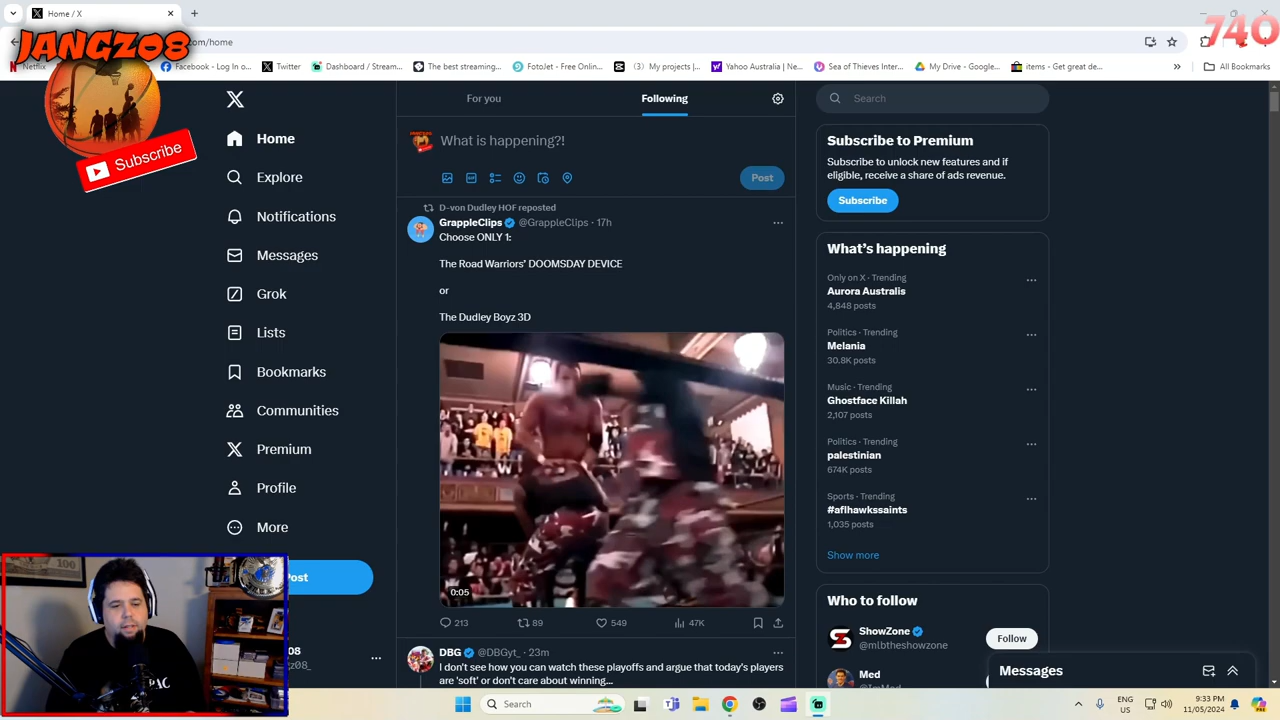 Home / X
740
JANGZ08
Subscribe
com/home
Netflix
Facebook - Log In o...
Twitter
Dashboard / Stream...
The best streaming...
FotoJet - Free Onlin...
(3) My projects |...
Yahoo Australia | Ne...
Sea of Thieves Inter...
My Drive - Google...
items - Get great de...
All Bookmarks
Home
Explore
Notifications
Messages
Grok
Lists
Bookmarks
Communities
Premium
Profile
More
Post
08
z08_
For you
Following
What is happening?!
Post
D-von Dudley HOF reposted
GrappleClips @GrappleClips · 17h
Choose ONLY 1:
The Road Warriors' DOOMSDAY DEVICE
or
The Dudley Boyz 3D
0:05
213
89
549
47K
DBG @DBGyt_ · 23m
I don't see how you can watch these playoffs and argue that today's players
are 'soft' or don't care about winning...
Search
Subscribe to Premium
Subscribe to unlock new features and if
eligible, receive a share of ads revenue.
Subscribe
What's happening
Only on X · Trending
Aurora Australis
4,848 posts
Politics · Trending
Melania
30.8K posts
Music · Trending
Ghostface Killah
2,107 posts
Politics · Trending
palestinian
674K posts
Sports · Trending
#aflhawkssaints
1,035 posts
Show more
Who to follow
ShowZone
@mlbtheshowzone
Follow
Med
Messages
100
PAC
Search
ENG
US
9:33 PM
11/05/2024